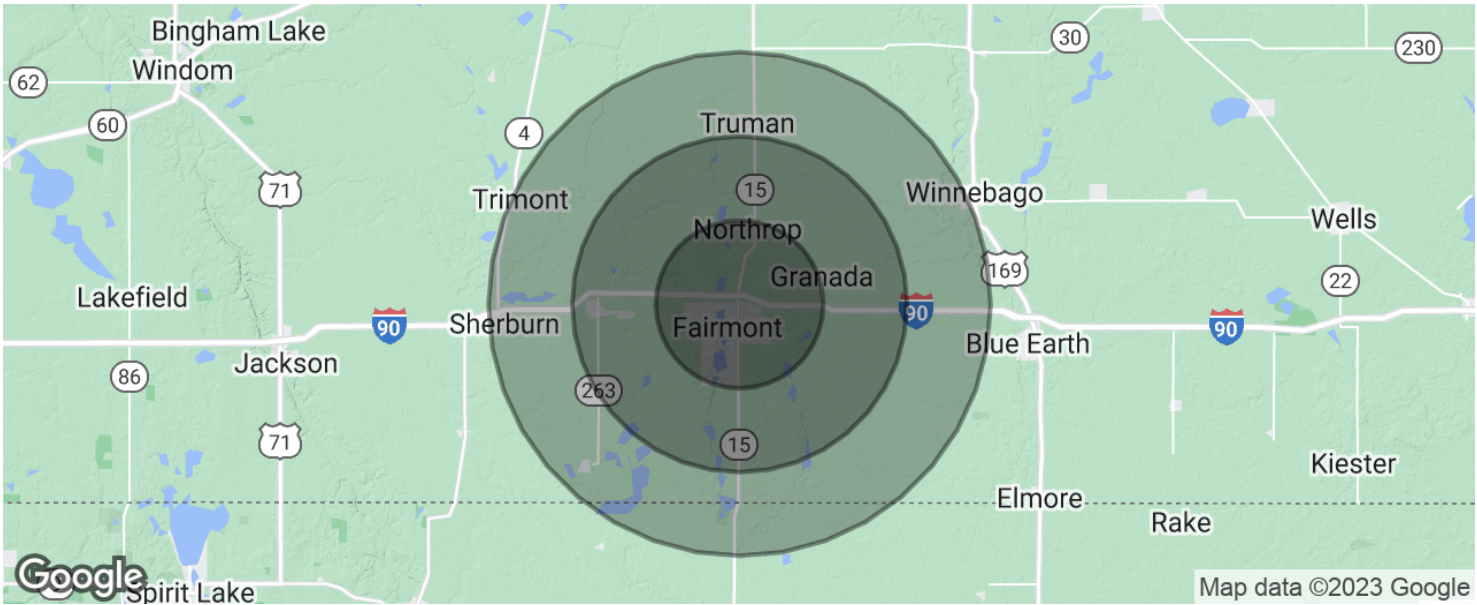 Bingham Lake
30
230
Windom
62
60
Truman
4
71
15
Trimont
Winnebago
Wells
Northrop
169
Granada
22
Lakefield
90
Sherburn
Fairmont
90
90
Blue Earth
Jackson
86
263
71
15
Kiester
Elmore
Rake
Google
Spirit Lake
Map data ©2023 Google